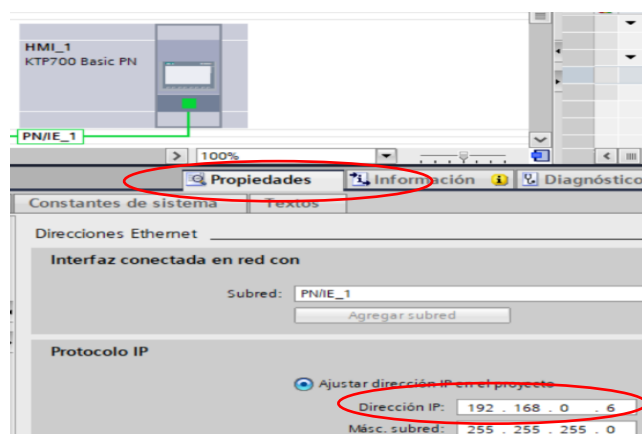 HMI_1
KTP700 Basic PN
PN/IE_1
100%
Propiedades Información Diagnóstico
Constantes de sistema Textos
Direcciones Ethernet
Interfaz conectada en red con
Subred: PN/IE_1
Agregar subred
Protocolo IP
Ajustar dirección IP en el proyecto
Dirección IP: 192 . 168 . 0 . 6
Másc. subred: 255 . 255 . 255 . 0